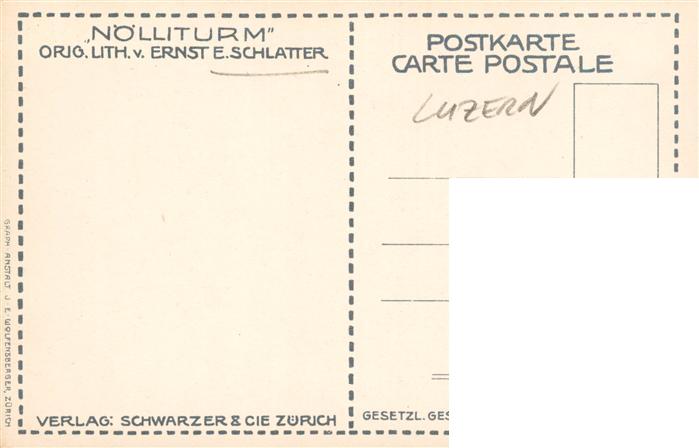 „NÖLLITURM"
ORIG. LITH. v. ERNST E. SCHLATTER
POSTKARTE
CARTE POSTALE
LUZERN
GRAPH. ANSTALT J. E. WOLFENSBERGER, ZÜRICH
VERLAG: SCHWARZER & CIE ZÜRICH
GESETZL. GES